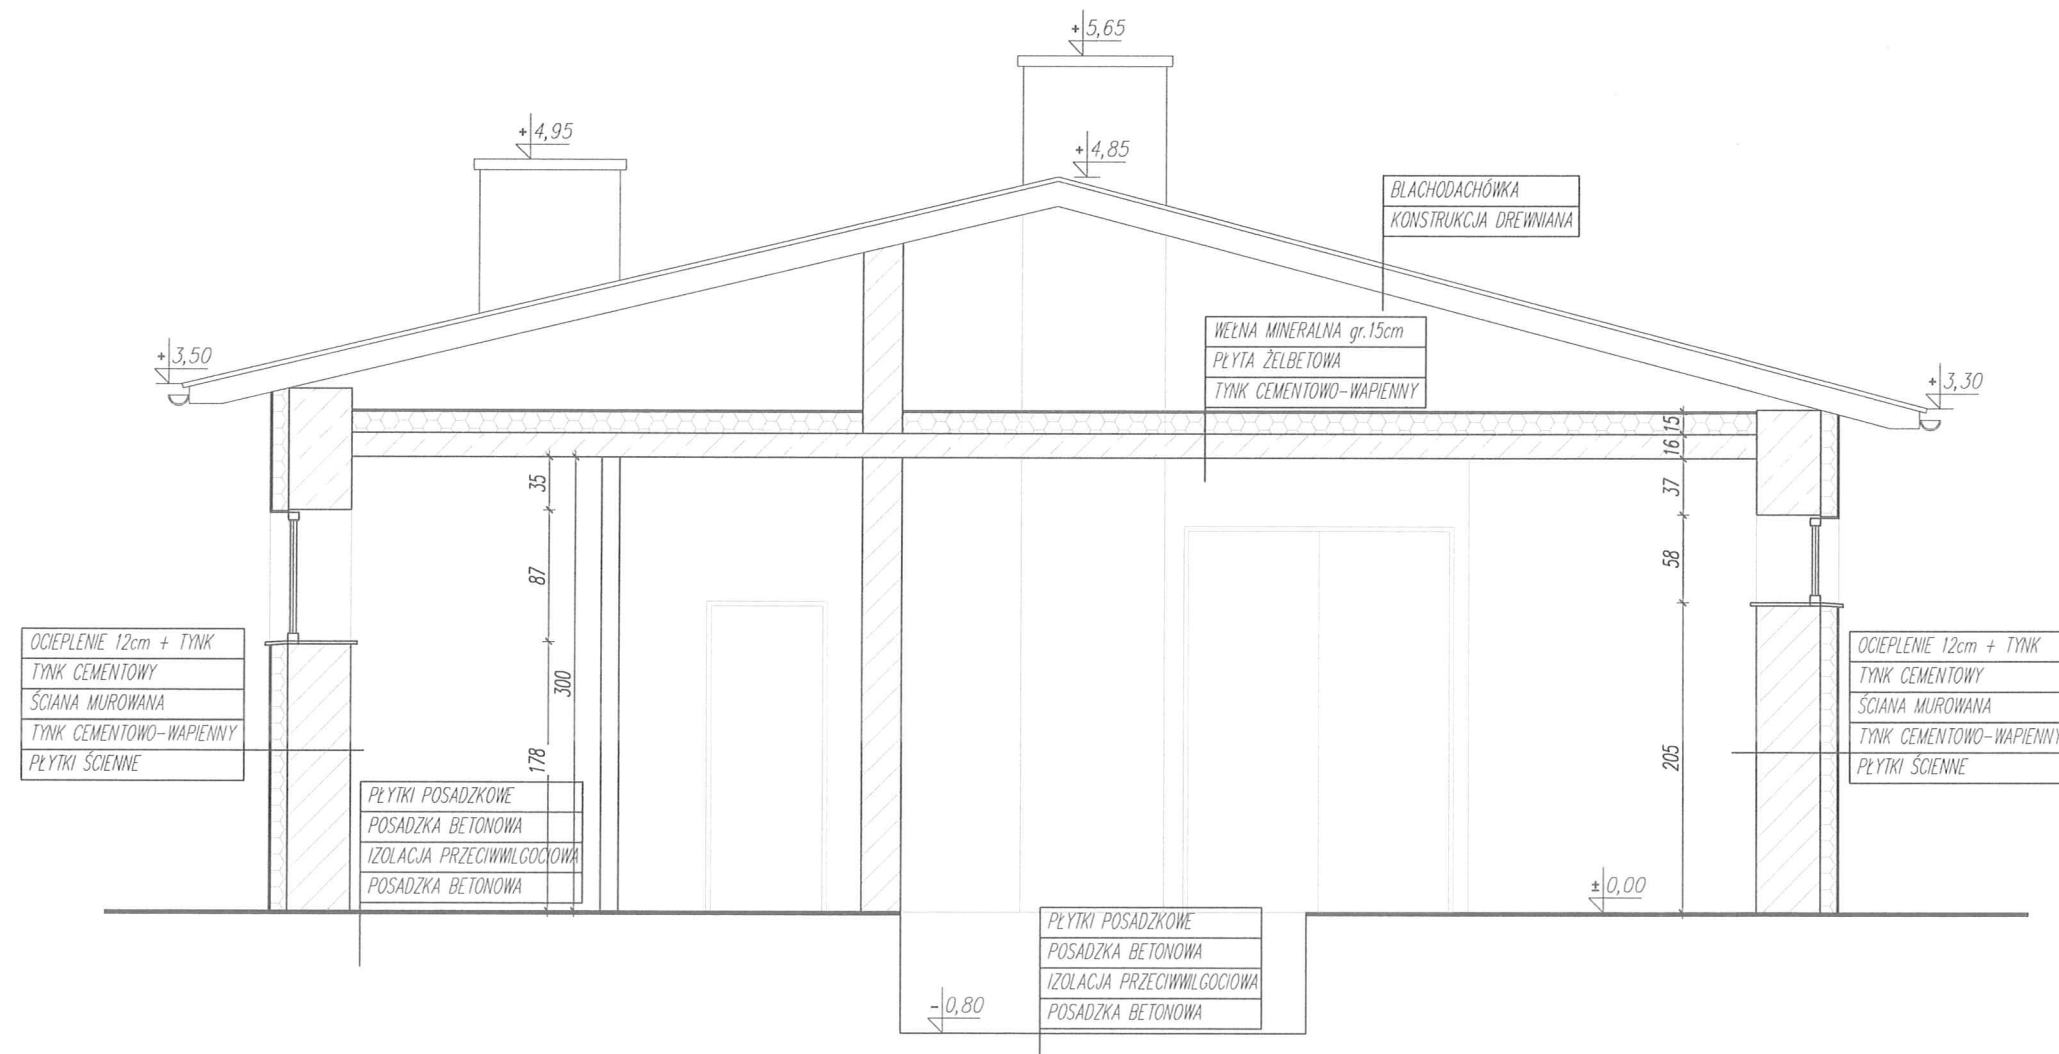 +5,65
+4,95
+4,85
BLACHODACHÓWKA
KONSTRUKCJA DREWNIANA
+3,50
WEŁNA MINERALNA gr.15cm
PŁYTA ŻELBETOWA
TYNK CEMENTOWO-WAPIENNY
+3,30
15
16
35
37
87
58
300
178
205
OCIEPLENIE 12cm + TYNK
TYNK CEMENTOWY
ŚCIANA MUROWANA
TYNK CEMENTOWO-WAPIENNY
PŁYTKI ŚCIENNE
OCIEPLENIE 12cm + TYNK
TYNK CEMENTOWY
ŚCIANA MUROWANA
TYNK CEMENTOWO-WAPIENNY
PŁYTKI ŚCIENNE
PŁYTKI POSADZKOWE
POSADZKA BETONOWA
IZOLACJA PRZECIWWILGOCIOWA
POSADZKA BETONOWA
±0,00
PŁYTKI POSADZKOWE
POSADZKA BETONOWA
IZOLACJA PRZECIWWILGOCIOWA
POSADZKA BETONOWA
-0,80